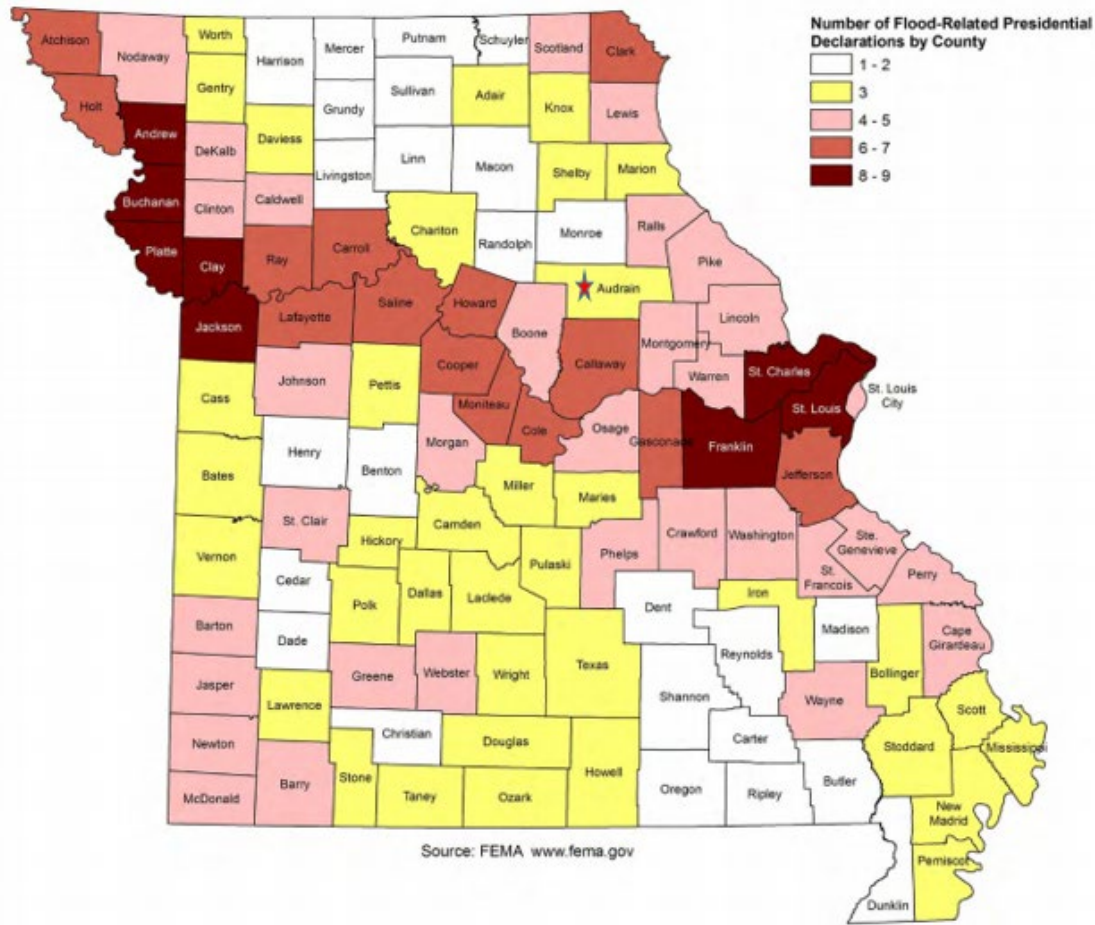 Number of Flood-Related Presidential
Declarations by County
1 - 2
3
4 - 5
6 - 7
8 - 9
Atchison
Nodaway
Worth
Harrison
Mercer
Putnam
Schuyler
Scotland
Clark
Gentry
Sullivan
Adair
Knox
Lewis
Holt
Andrew
DeKalb
Daviess
Grundy
Livingston
Linn
Macon
Shelby
Marion
Buchanan
Clinton
Caldwell
Chariton
Randolph
Monroe
Ralls
Pike
Platte
Clay
Ray
Carroll
Audrain
Jackson
Lafayette
Saline
Howard
Boone
Callaway
Montgomery
Lincoln
Warren
St. Charles
St. Louis
St. Louis
City
Cass
Johnson
Pettis
Cooper
Moniteau
Cole
Osage
Gasconade
Franklin
Jefferson
Bates
Henry
Benton
Morgan
Miller
Maries
Vernon
St. Clair
Hickory
Camden
Pulaski
Phelps
Crawford
Washington
St.
Francois
Ste.
Genevieve
Perry
Cedar
Polk
Dallas
Laclede
Dent
Iron
Madison
Bollinger
Cape
Girardeau
Barton
Dade
Greene
Webster
Wright
Texas
Shannon
Reynolds
Wayne
Jasper
Lawrence
Christian
Douglas
Howell
Carter
Butler
Stoddard
Scott
Mississippi
Newton
McDonald
Barry
Stone
Taney
Ozark
Oregon
Ripley
New
Madrid
Pemiscot
Dunklin
Source: FEMA www.fema.gov